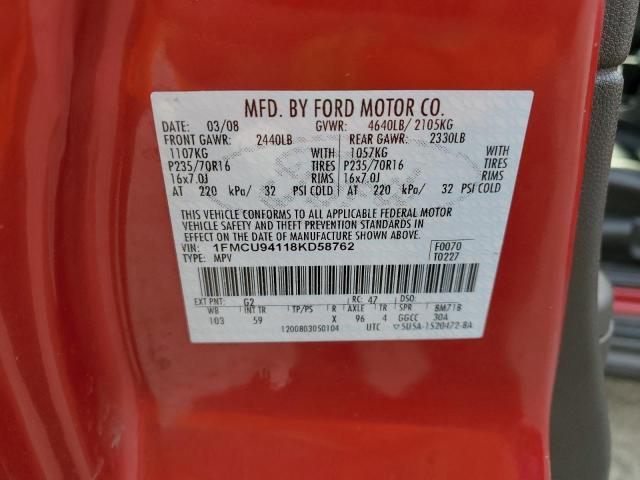 MFD. BY FORD MOTOR CO.
DATE: 03/08 GVWR: 4640LB/ 2105KG
FRONT GAWR: 2440LB REAR GAWR: 2330LB
1107KG WITH 1057KG WITH
P235/70R16 TIRES P235/70R16 TIRES
16x7.0J RIMS 16x7.0J RIMS
AT 220 kPa/ 32 PSI COLD AT 220 kPa/ 32 PSI COLD
THIS VEHICLE CONFORMS TO ALL APPLICABLE FEDERAL MOTOR
VEHICLE SAFETY AND THEFT PREVENTION STANDARDS IN
EFFECT ON THE DATE OF MANUFACTURE SHOWN ABOVE.
VIN: 1FMCU94118KD58762 F0070
TYPE: MPV T0227
EXT PNT: G2 RC: 47 DSO:
WB INT TR TP/PS R AXLE TR SPR BM71B
103 59 X 96 4 GGCC 30A
1200803050104 UTC 5U5A-1520472-BA